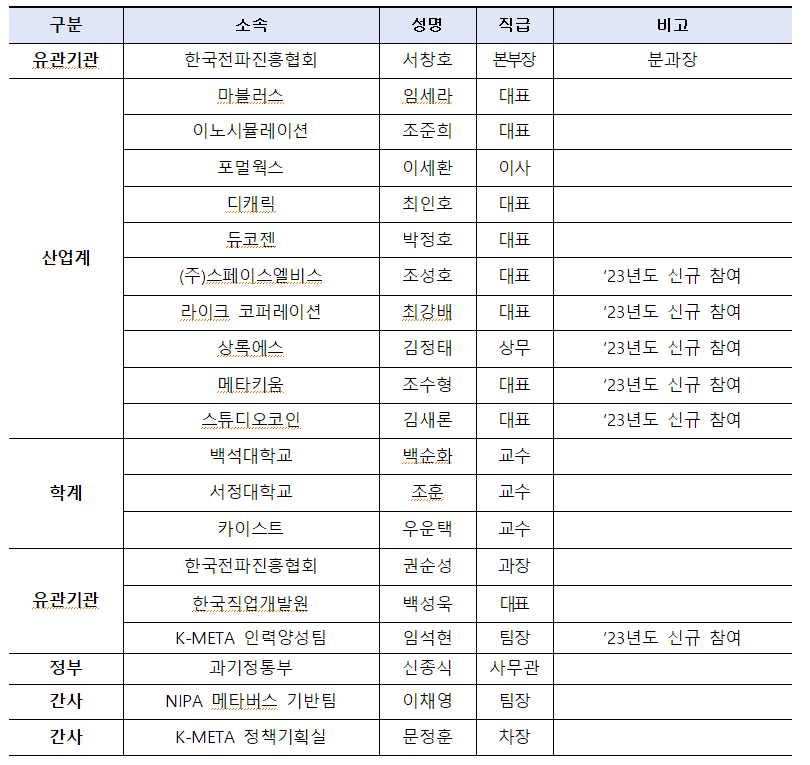 구분 소속 성명 직급 비고
유관기관 한국전파진흥협회 서창호 본부장 분과장
마블러스 임세라 대표
이노시뮬레이션 조준희 대표
포멀웍스 이세환 이사
디캐릭 최인호 대표
듀코젠 박정호 대표
산업계
(주)스페이스엘비스 조성호 대표 ‘23년도 신규 참여
라이크 코퍼레이션 최강배 대표 ‘23년도 신규 참여
상록에스 김정태 상무 ‘23년도 신규 참여
메타키움 조수형 대표 ‘23년도 신규 참여
스튜디오코인 김새론 대표 ‘23년도 신규 참여
백석대학교 백순화 교수
학계 서정대학교 조훈 교수
카이스트 우운택 교수
한국전파진흥협회 권순성 과장
유관기관 한국직업개발원 백성욱 대표
K-META 인력양성팀 임석현 팀장 ‘23년도 신규 참여
정부 과기정통부 신종식 사무관
간사 NIPA 메타버스 기반팀 이채영 팀장
간사 K-META 정책기획실 문정훈 차장